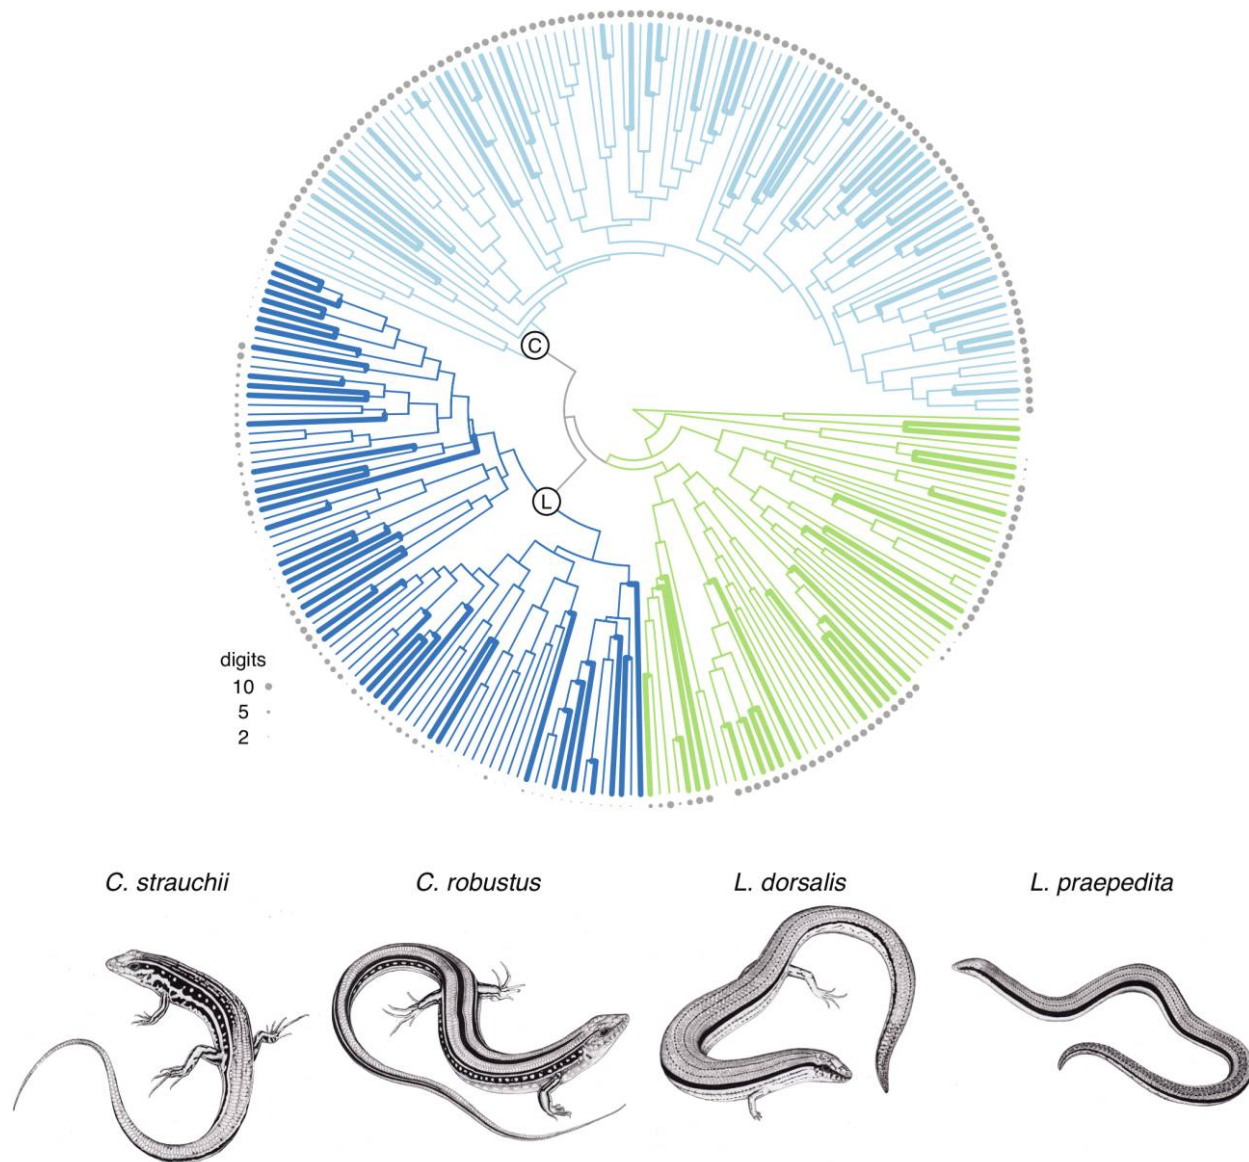 C
L
digits
10
5
2
C. strauchii
C. robustus
L. dorsalis
L. praepedita